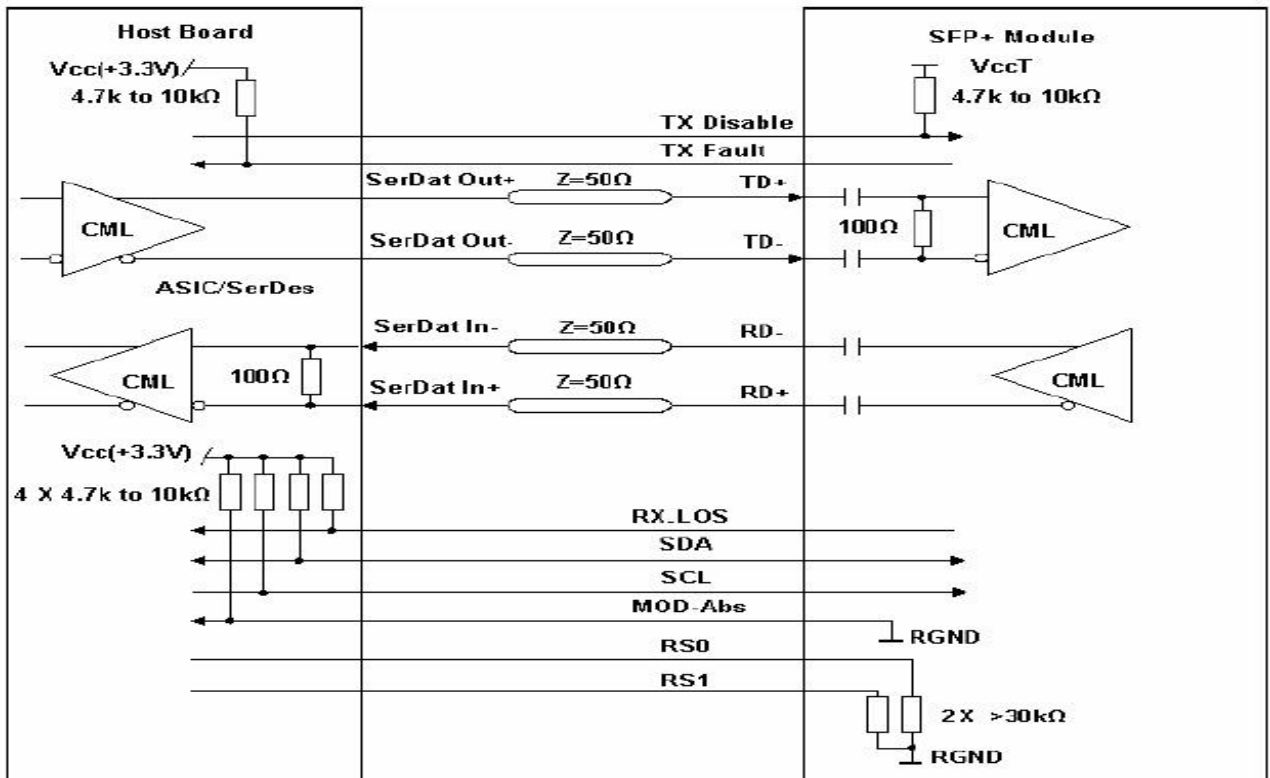 Host Board
Vcc(+3.3V)
4.7k to 10kΩ
SFP+ Module
VccT
4.7k to 10kΩ
TX Disable
TX Fault
SerDat Out+
Z=50Ω
TD+
CML
100Ω
CML
SerDat Out-
Z=50Ω
TD-
ASIC/SerDes
SerDat In-
Z=50Ω
RD-
CML
100Ω
CML
SerDat In+
Z=50Ω
RD+
Vcc(+3.3V)
4 X 4.7k to 10kΩ
RX_LOS
SDA
SCL
MOD-Abs
RGND
RS0
RS1
2X >30kΩ
RGND